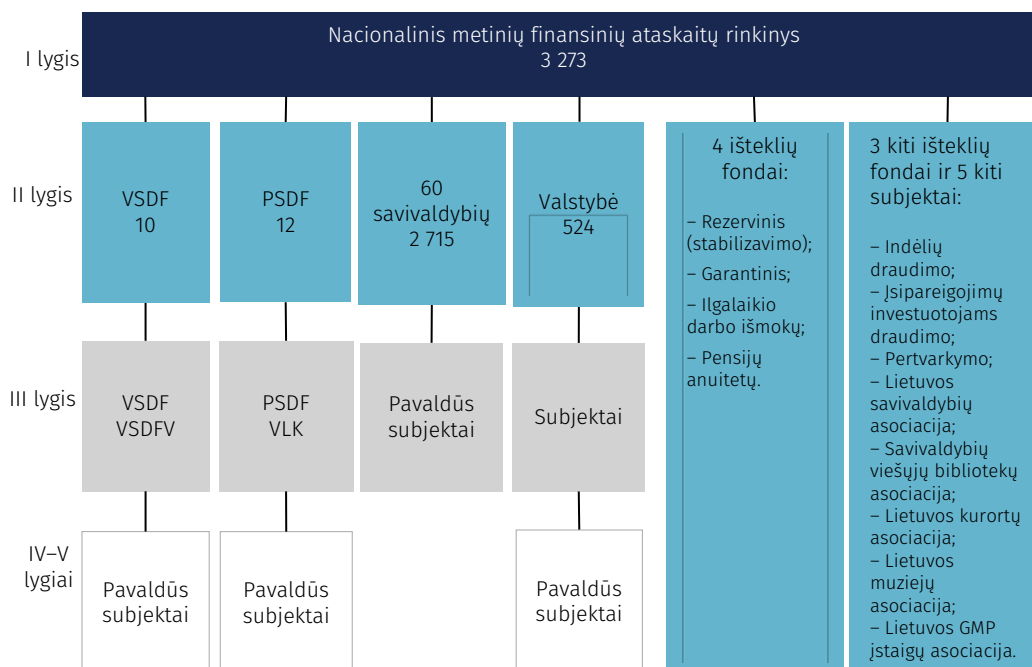 Nacionalinis metinių finansinių ataskaitų rinkinys
3 273
I lygis
II lygis
VSDF
10
PSDF
12
60
savivaldybių
2 715
Valstybė
524
4 išteklių
fondai:
– Rezervinis
(stabilizavimo);
– Garantinis;
– Ilgalaikio
darbo išmokų;
– Pensijų
anuitetų.
3 kiti išteklių
fondai ir 5 kiti
subjektai:
– Indėlių
draudimo;
– Įsipareigojimų
investuotojams
draudimo;
– Pertvarkymo;
– Lietuvos
savivaldybių
asociacija;
– Savivaldybių
viešųjų bibliotekų
asociacija;
– Lietuvos kurortų
asociacija;
– Lietuvos
muziejų
asociacija;
– Lietuvos GMP
įstaigų asociacija.
III lygis
VSDF
VSDFV
PSDF
VLK
Pavaldūs
subjektai
Subjektai
IV–V
lygiai
Pavaldūs
subjektai
Pavaldūs
subjektai
Pavaldūs
subjektai